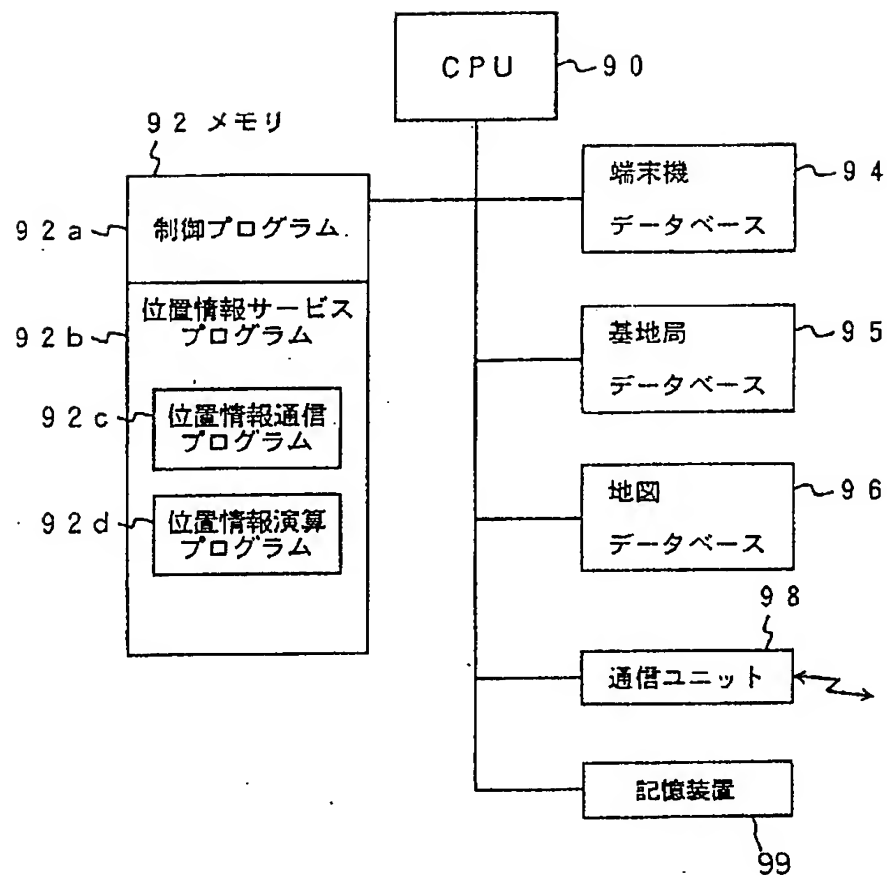 CPU
90
92 メモリ
92a
制御プログラム
92b
位置情報サービス
プログラム
92c
位置情報通信
プログラム
92d
位置情報演算
プログラム
端末機
データベース
94
基地局
データベース
95
地図
データベース
96
98
通信ユニット
記憶装置
99